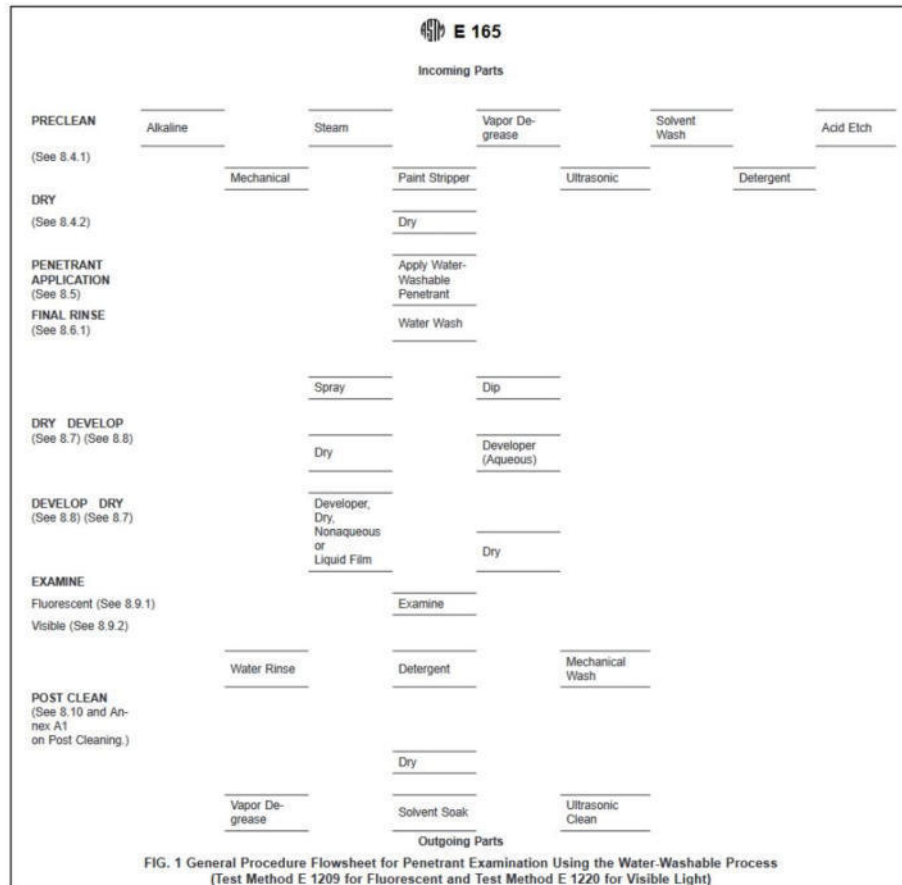 ASTM E 165
Incoming Parts
PRECLEAN
(See 8.4.1)
Alkaline
Steam
Vapor De-
grease
Solvent
Wash
Acid Etch
Mechanical
Paint Stripper
Ultrasonic
Detergent
DRY
(See 8.4.2)
Dry
PENETRANT
APPLICATION
(See 8.5)
Apply Water-
Washable
Penetrant
FINAL RINSE
(See 8.6.1)
Water Wash
Spray
Dip
DRY DEVELOP
(See 8.7) (See 8.8)
Dry
Developer
(Aqueous)
DEVELOP DRY
(See 8.8) (See 8.7)
Developer,
Dry,
Nonaqueous
or
Liquid Film
Dry
EXAMINE
Fluorescent (See 8.9.1)
Visible (See 8.9.2)
Examine
Water Rinse
Detergent
Mechanical
Wash
POST CLEAN
(See 8.10 and An-
nex A1
on Post Cleaning.)
Dry
Vapor De-
grease
Solvent Soak
Ultrasonic
Clean
Outgoing Parts
FIG. 1 General Procedure Flowsheet for Penetrant Examination Using the Water-Washable Process
(Test Method E 1209 for Fluorescent and Test Method E 1220 for Visible Light)